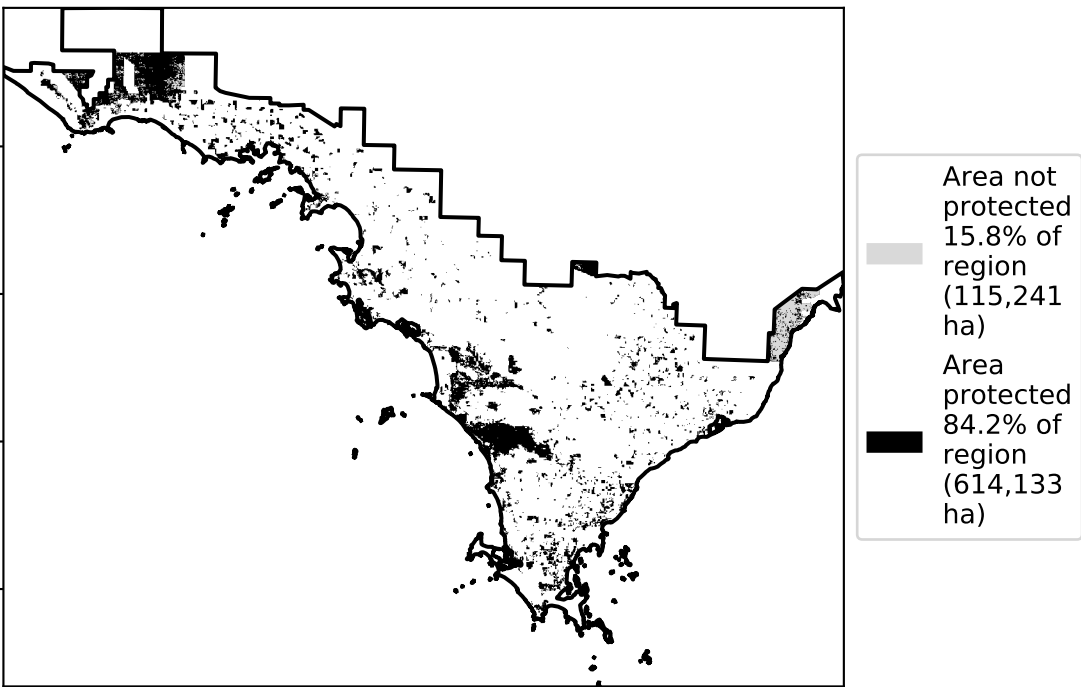 Area not
protected
15.8% of
region
(115,241
ha)
Area
protected
84.2% of
region
(614,133
ha)